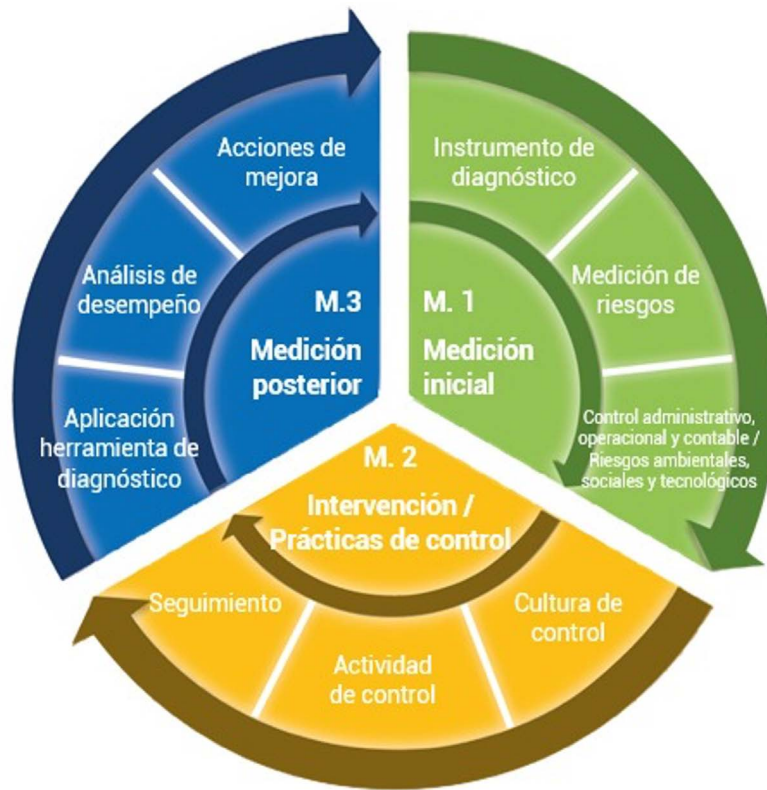 Instrumento de
diagnóstico
Medición de
riesgos
Control administrativo,
operacional y contable /
Riesgos ambientales,
sociales y tecnológicos
M. 1
Medición
inicial
M. 2
Intervención /
Prácticas de control
Cultura de
control
Actividad
de control
Seguimiento
M.3
Medición
posterior
Aplicación
herramienta de
diagnóstico
Análisis de
desempeño
Acciones de
mejora